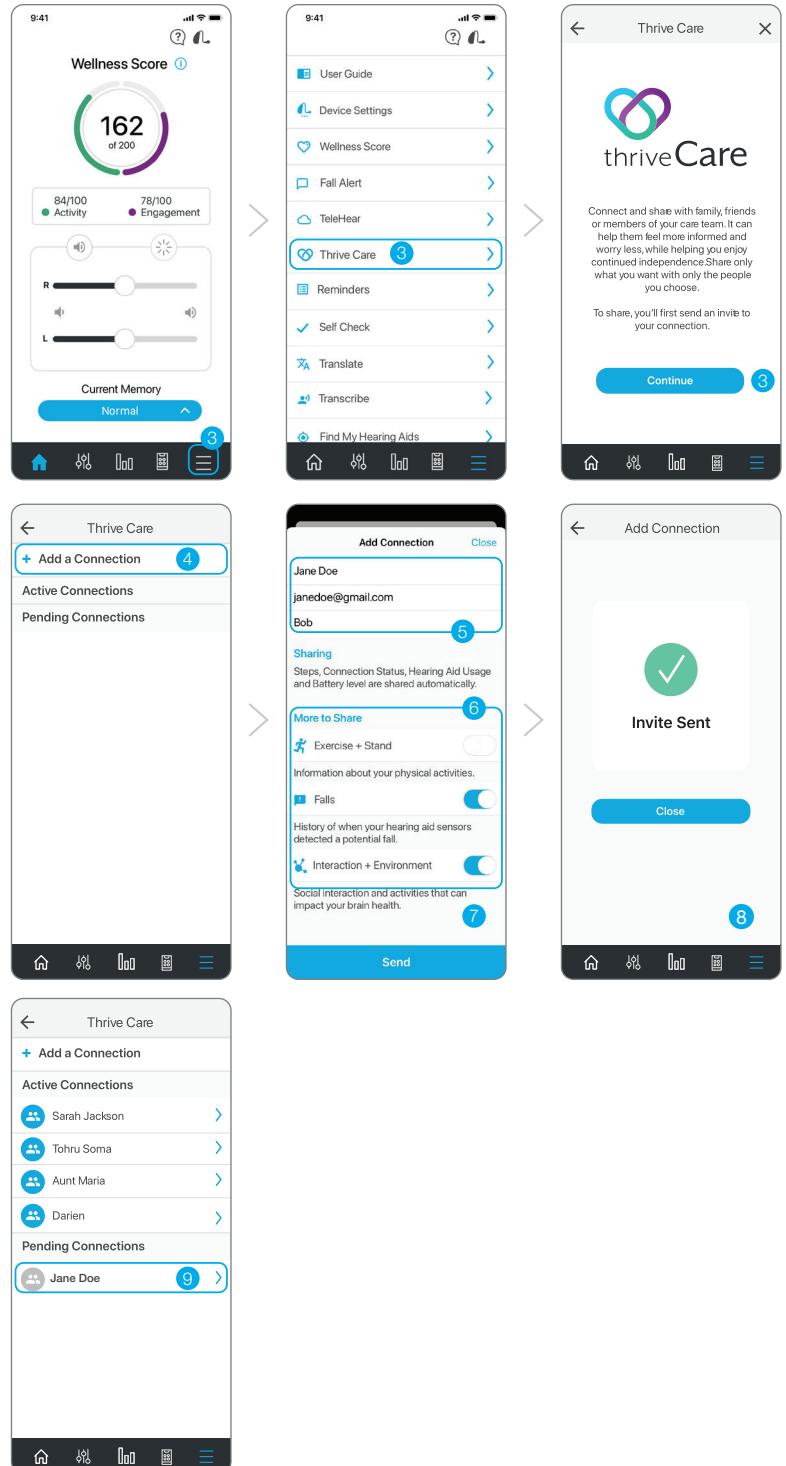 9:41
Wellness Score
162
of 200
84/100
Activity
78/100
Engagement
R
L
Current Memory
Normal
3
9:41
User Guide
Device Settings
Wellness Score
Fall Alert
TeleHear
Thrive Care 3
Reminders
Self Check
Translate
Transcribe
Find My Hearing Aids
Thrive Care
thriveCare
Connect and share with family, friends
or members of your care team. It can
help them feel more informed and
worry less, while helping you enjoy
continued independence.Share only
what you want with only the people
you choose.
To share, you'll first send an invite to
your connection.
Continue 3
Thrive Care
+ Add a Connection 4
Active Connections
Pending Connections
Add Connection Close
Jane Doe
janedoe@gmail.com
Bob
5
Sharing
Steps, Connection Status, Hearing Aid Usage
and Battery level are shared automatically.
6
More to Share
Exercise + Stand
Information about your physical activities.
Falls
History of when your hearing aid sensors
detected a potential fall.
Interaction + Environment
Social interaction and activities that can
impact your brain health.
7
Send
Add Connection
Invite Sent
Close
8
Thrive Care
+ Add a Connection
Active Connections
Sarah Jackson
Tohru Soma
Aunt Maria
Darien
Pending Connections
Jane Doe 9